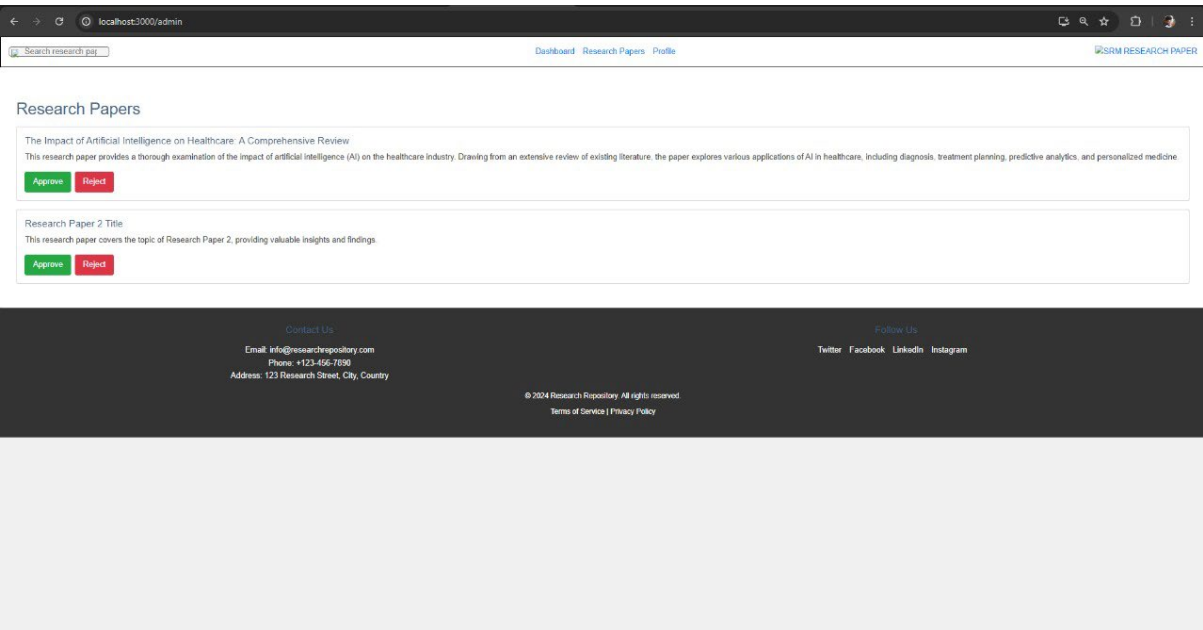 localhost:3000/admin
Search research pap
Dashboard Research Papers Profile
SRM RESEARCH PAPER
Research Papers
The Impact of Artificial Intelligence on Healthcare: A Comprehensive Review
This research paper provides a thorough examination of the impact of artificial intelligence (AI) on the healthcare industry. Drawing from an extensive review of existing literature, the paper explores various applications of AI in healthcare, including diagnosis, treatment planning, predictive analytics, and personalized medicine.
Approve Reject
Research Paper 2 Title
This research paper covers the topic of Research Paper 2, providing valuable insights and findings.
Approve Reject
Contact Us
Email: info@researchrepository.com
Phone: +123-456-7890
Address: 123 Research Street, City, Country
Follow Us
Twitter Facebook LinkedIn Instagram
© 2024 Research Repository. All rights reserved.
Terms of Service | Privacy Policy